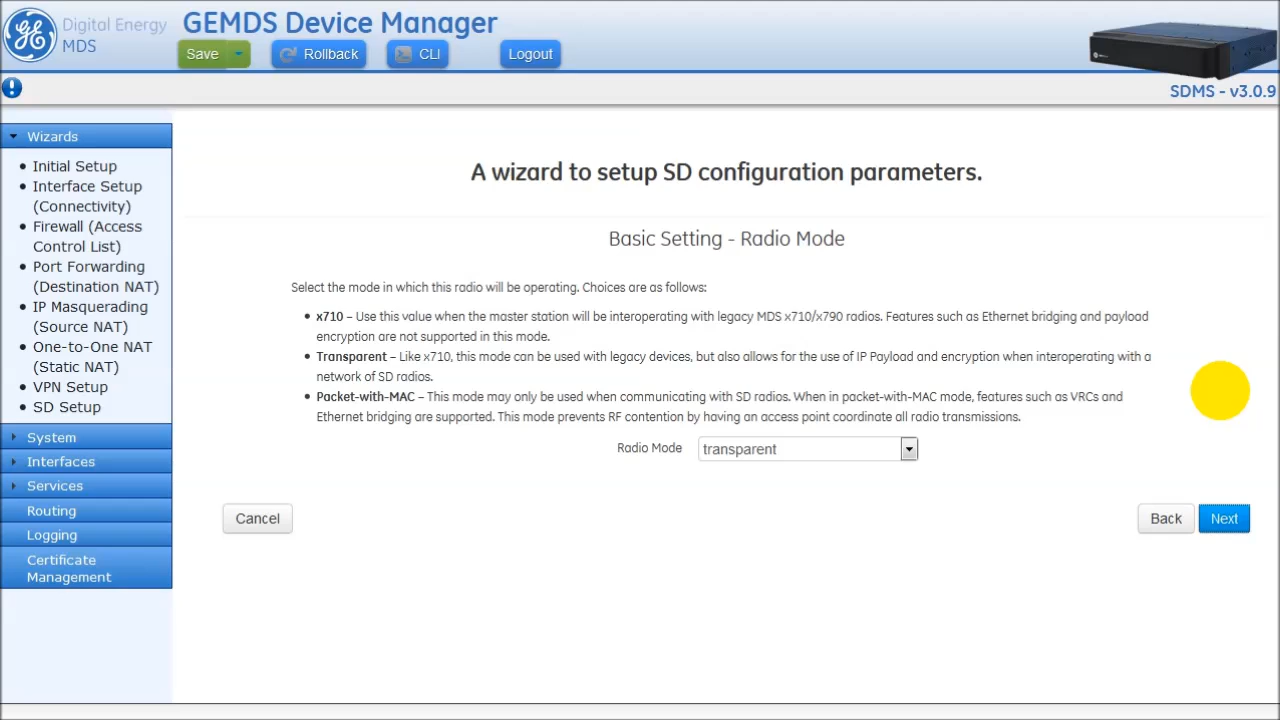 Digital Energy
MDS
GEMDS Device Manager
Save
Rollback
CLI
Logout
SDMS - v3.0.9
Wizards
Initial Setup
Interface Setup
(Connectivity)
Firewall (Access
Control List)
Port Forwarding
(Destination NAT)
IP Masquerading
(Source NAT)
One-to-One NAT
(Static NAT)
VPN Setup
SD Setup
System
Interfaces
Services
Routing
Logging
Certificate
Management
A wizard to setup SD configuration parameters.
Basic Setting - Radio Mode
Select the mode in which this radio will be operating. Choices are as follows:
x710 – Use this value when the master station will be interoperating with legacy MDS x710/x790 radios. Features such as Ethernet bridging and payload
encryption are not supported in this mode.
Transparent – Like x710, this mode can be used with legacy devices, but also allows for the use of IP Payload and encryption when interoperating with a
network of SD radios.
Packet-with-MAC – This mode may only be used when communicating with SD radios. When in packet-with-MAC mode, features such as VRCs and
Ethernet bridging are supported. This mode prevents RF contention by having an access point coordinate all radio transmissions.
Radio Mode
transparent
Cancel
Back
Next